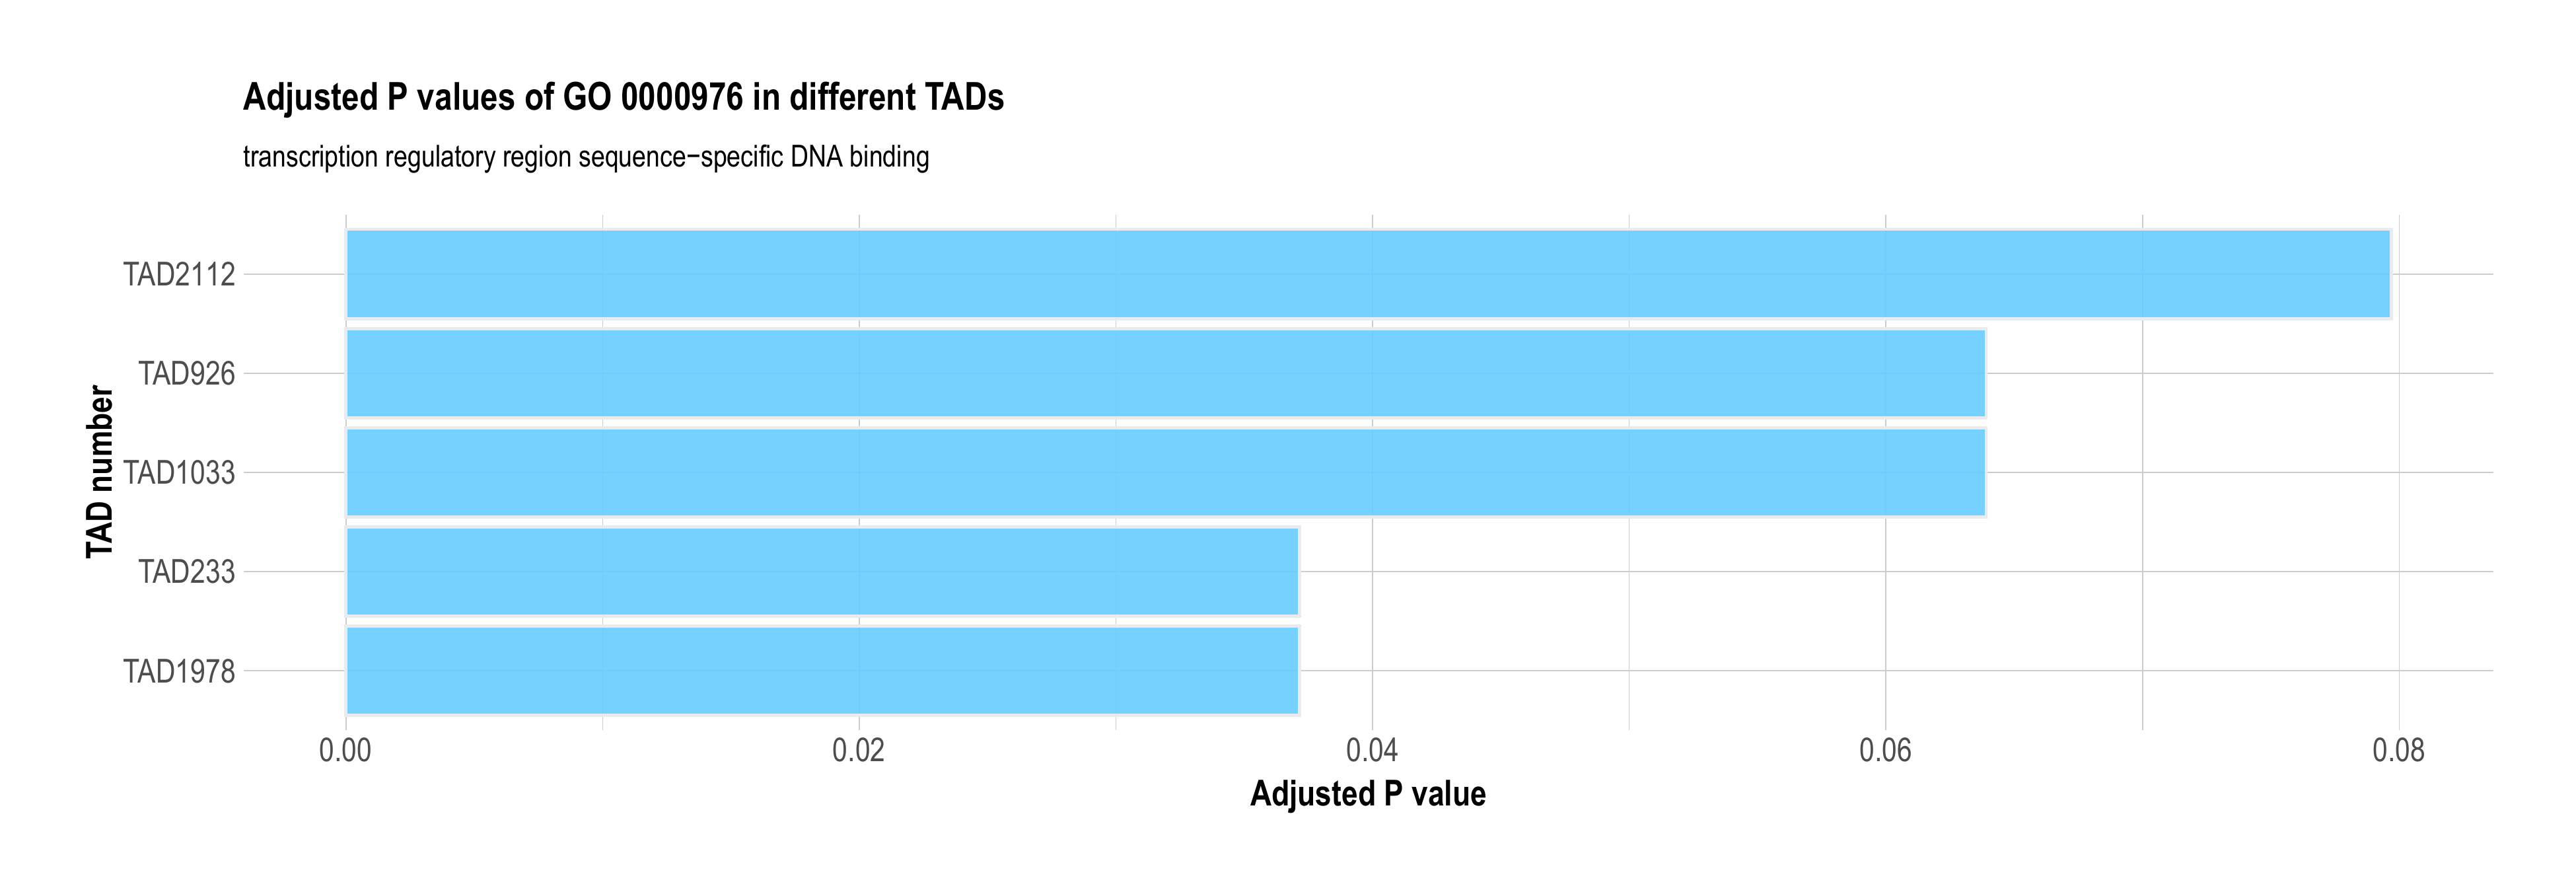 Adjusted P values of GO 0000976 in different TADs
transcription regulatory region sequence−specific DNA binding
TAD number
TAD2112
TAD926
TAD1033
TAD233
TAD1978
0.00 0.02 0.04 0.06 0.08
Adjusted P value